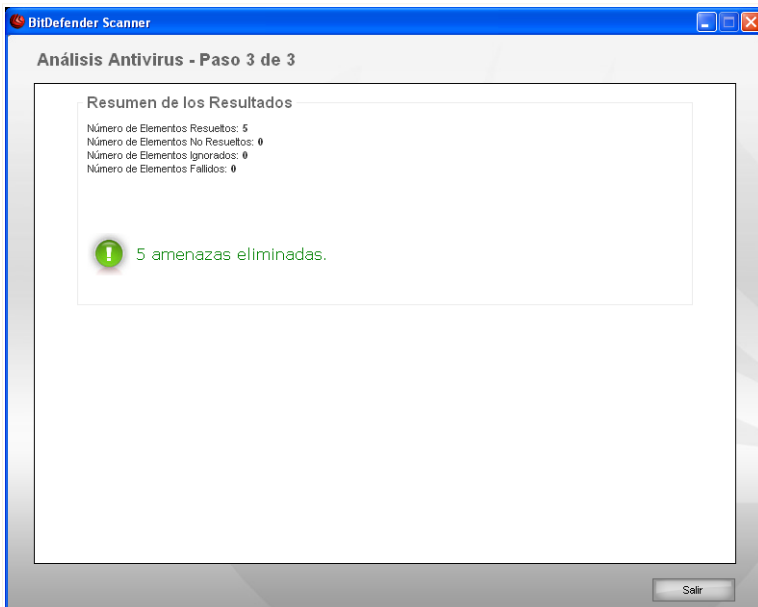 BitDefender Scanner
Análisis Antivirus - Paso 3 de 3
Resumen de los Resultados
Número de Elementos Resueltos: 5
Número de Elementos No Resueltos: 0
Número de Elementos Ignorados: 0
Número de Elementos Fallidos: 0
5 amenazas eliminadas.
Salir